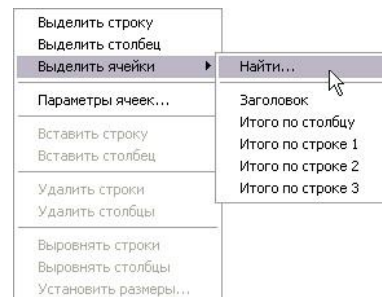 Выделить строку
Выделить столбец
Выделить ячейки
Параметры ячеек...
Вставить строку
Вставить столбец
Удалить строки
Удалить столбцы
Выровнять строки
Выровнять столбцы
Установить размеры...
Найти...
Заголовок
Итого по столбцу
Итого по строке 1
Итого по строке 2
Итого по строке 3